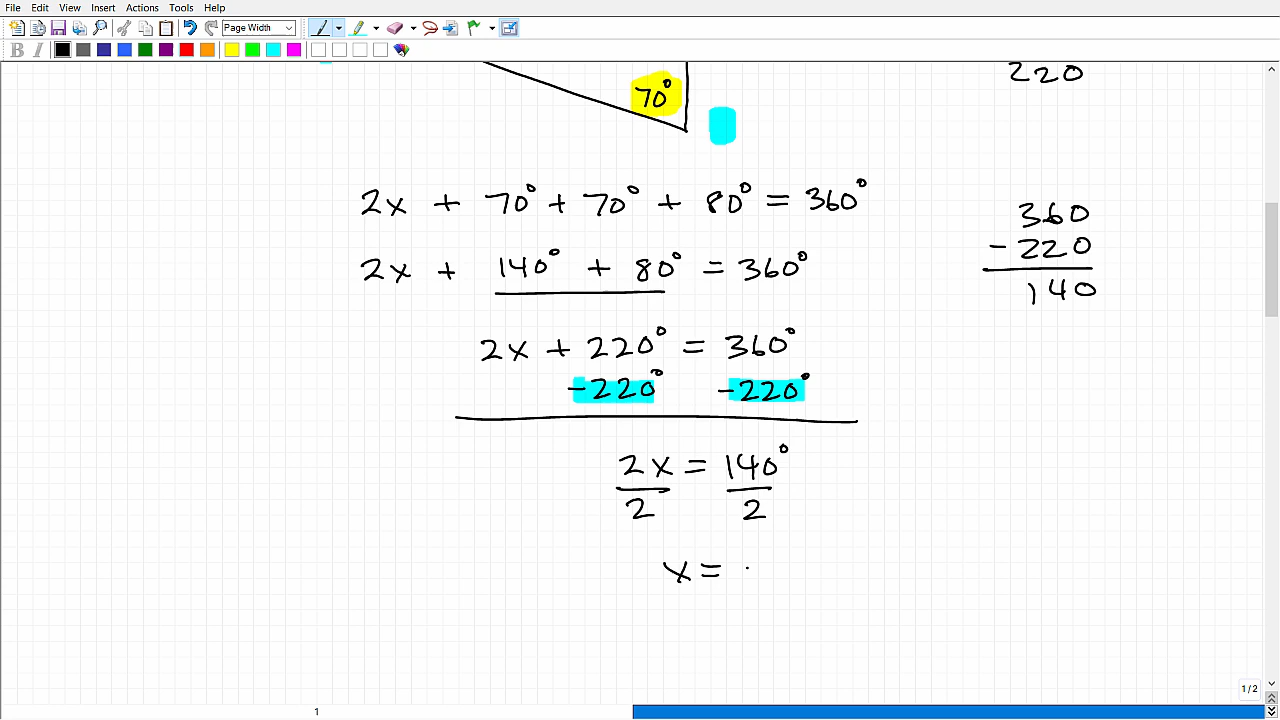 File Edit View Insert Actions Tools Help
Page Width
B I
220
70°
2x + 70° + 70° + 80° = 360°
360
- 220
140
2x + 140° + 80° = 360°
2x + 220° = 360°
-220° -220°
2x = 140°
2 2
x =
1/2
1